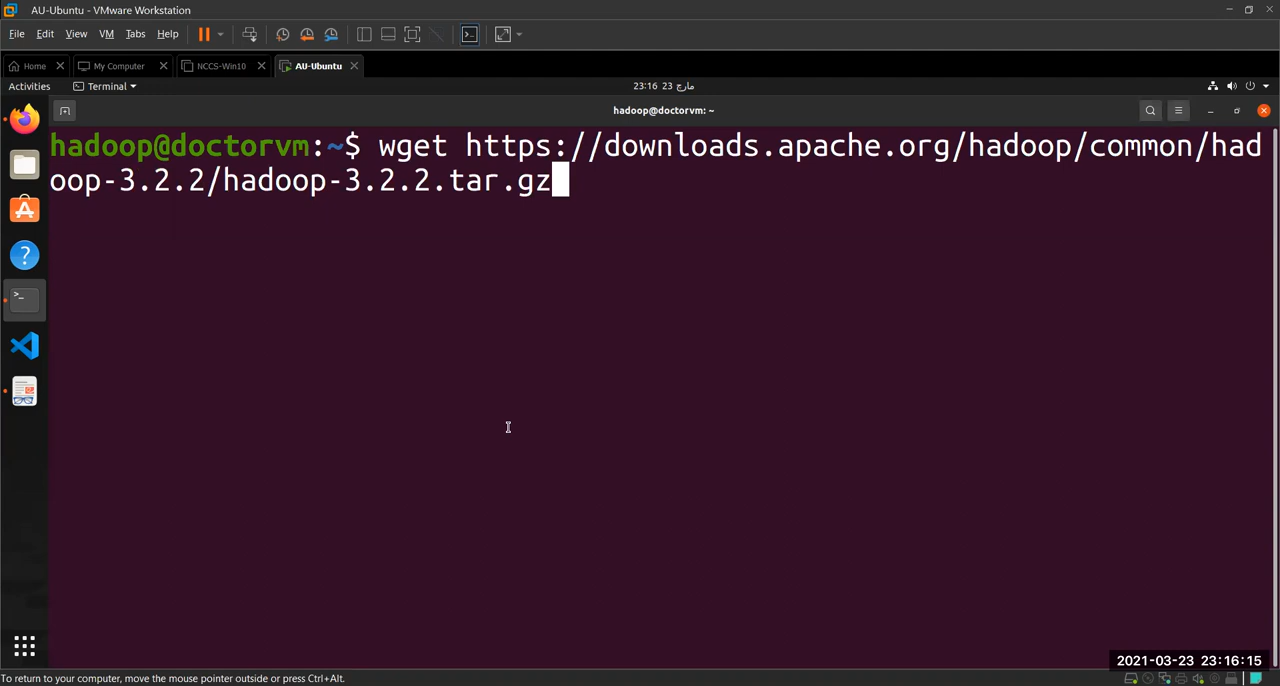 AU-Ubuntu - VMware Workstation
File Edit View VM Tabs Help
Home My Computer NCCS-Win10 AU-Ubuntu
Activities Terminal 23:16 23 مارچ
hadoop@doctorvm: ~
hadoop@doctorvm:~$ wget https://downloads.apache.org/hadoop/common/had
oop-3.2.2/hadoop-3.2.2.tar.gz
2021-03-23 23:16:15
To return to your computer, move the mouse pointer outside or press Ctrl+Alt.